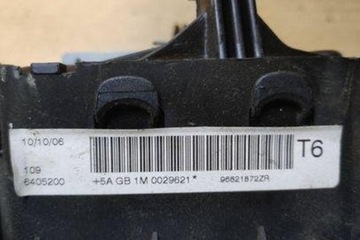 10/10/06
T6
109
6405200
+5A GB 1M 0029621*
96821872ZR